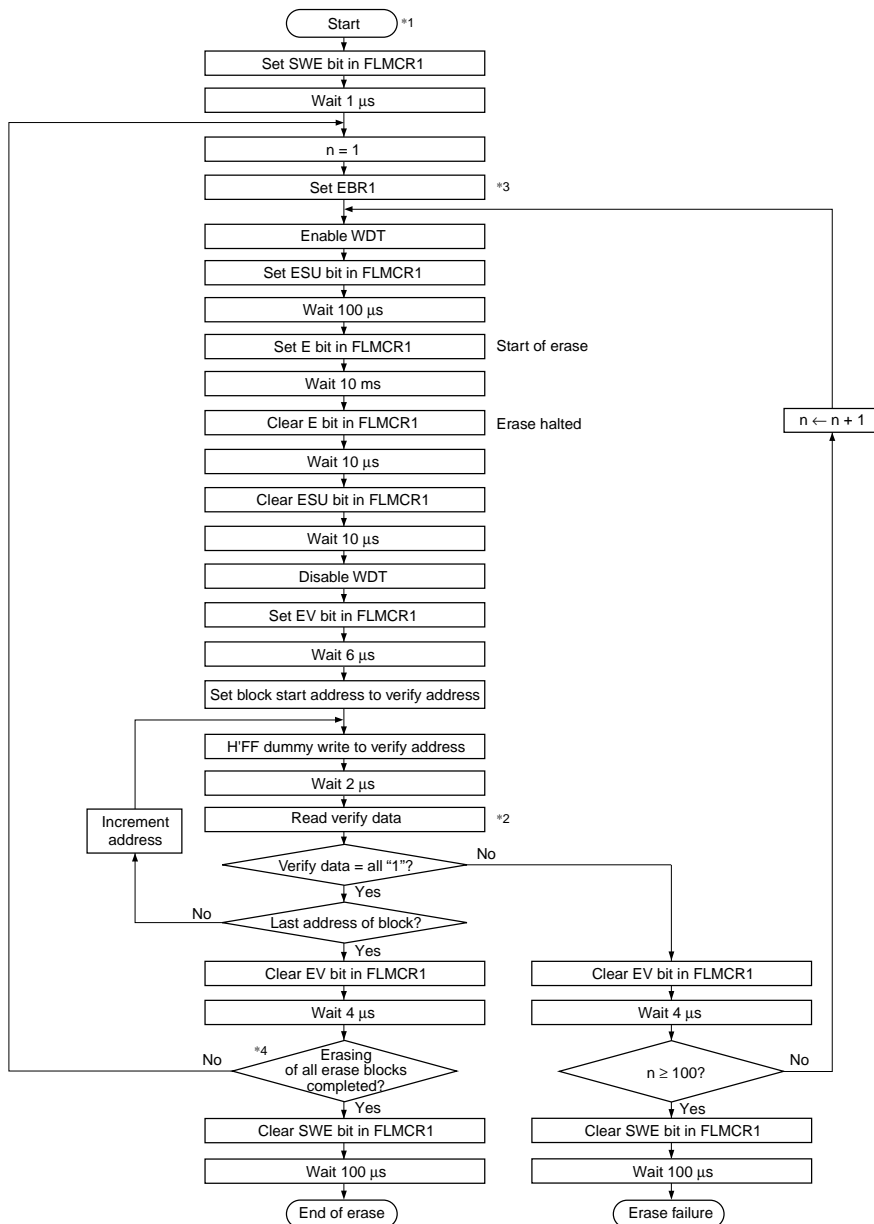 Start
*1
Set SWE bit in FLMCR1
Wait 1 μs
n = 1
Set EBR1
*3
Enable WDT
Set ESU bit in FLMCR1
Wait 100 μs
Set E bit in FLMCR1
Start of erase
Wait 10 ms
Clear E bit in FLMCR1
Erase halted
n ← n + 1
Wait 10 μs
Clear ESU bit in FLMCR1
Wait 10 μs
Disable WDT
Set EV bit in FLMCR1
Wait 6 μs
Set block start address to verify address
H'FF dummy write to verify address
Wait 2 μs
Increment
address
Read verify data
*2
Verify data = all “1”?
No
Yes
No
Last address of block?
Yes
Clear EV bit in FLMCR1
Clear EV bit in FLMCR1
Wait 4 μs
Wait 4 μs
No
*4
Erasing
of all erase blocks
completed?
n ≥ 100?
No
Yes
Yes
Clear SWE bit in FLMCR1
Clear SWE bit in FLMCR1
Wait 100 μs
Wait 100 μs
End of erase
Erase failure